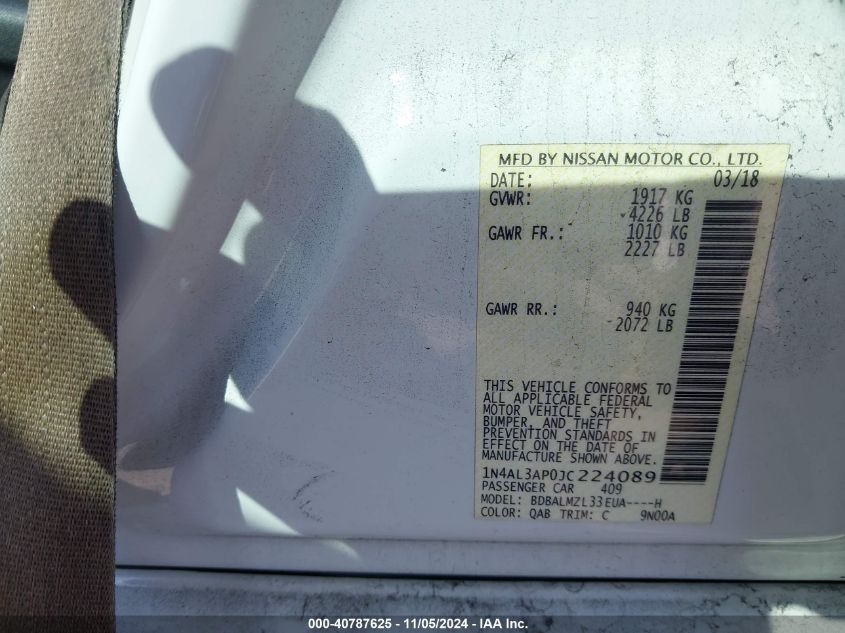 MFD BY NISSAN MOTOR CO., LTD.
DATE: 03/18
GVWR: 1917 KG
4226 LB
GAWR FR.: 1010 KG
2227 LB
GAWR RR.: 940 KG
2072 LB
THIS VEHICLE CONFORMS TO
ALL APPLICABLE FEDERAL
MOTOR VEHICLE SAFETY,
BUMPER, AND THEFT
PREVENTION STANDARDS IN
EFFECT ON THE DATE OF
MANUFACTURE SHOWN ABOVE.
1N4AL3AP0JC224089
PASSENGER CAR 409
MODEL: BDBALMZL33EUA----H
COLOR: QAB TRIM: C 9N00A
000-40787625 - 11/05/2024 - IAA Inc.